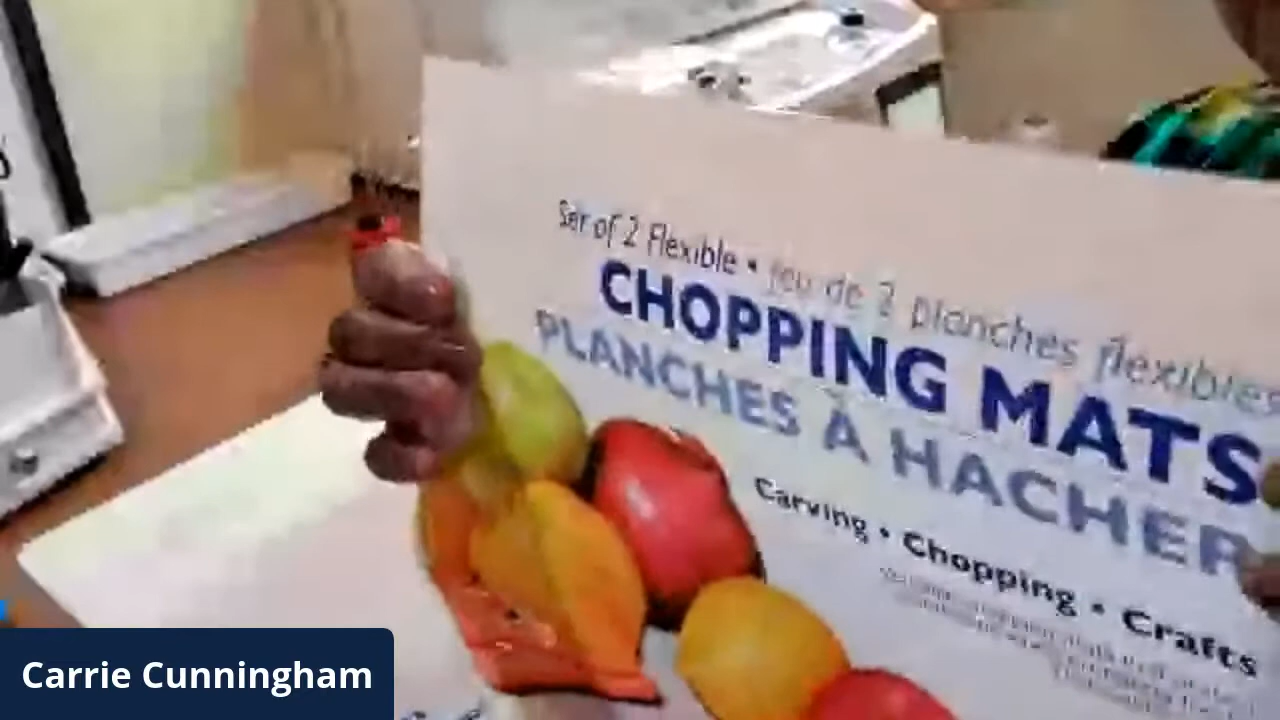 Set of 2 Flexible • jeu de 2 planches flexibles
CHOPPING MATS
PLANCHES À HACHER
Carving • Chopping • Crafts
Carrie Cunningham